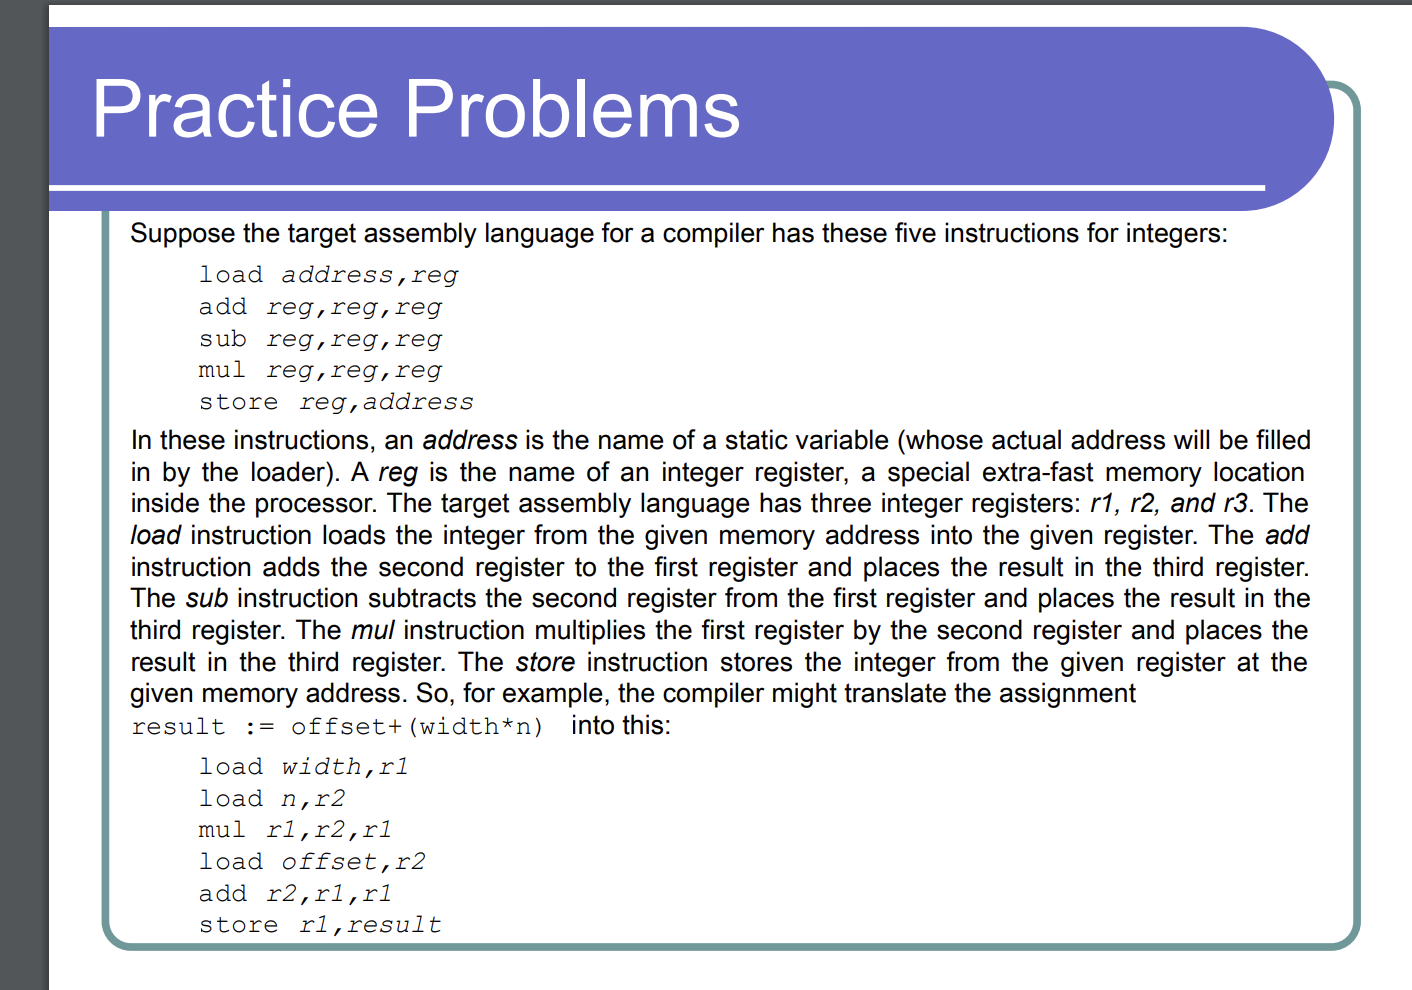 Practice Problems
Suppose the target assembly language for a compiler has these five instructions for integers:
load address,reg
add reg,reg,reg
sub reg,reg,reg
mul reg,reg,reg
store reg,address
In these instructions, an address is the name of a static variable (whose actual address will be filled
in by the loader). A reg is the name of an integer register, a special extra-fast memory location
inside the processor. The target assembly language has three integer registers: r1, r2, and r3. The
load instruction loads the integer from the given memory address into the given register. The add
instruction adds the second register to the first register and places the result in the third register.
The sub instruction subtracts the second register from the first register and places the result in the
third register. The mul instruction multiplies the first register by the second register and places the
result in the third register. The store instruction stores the integer from the given register at the
given memory address. So, for example, the compiler might translate the assignment
result := offset+(width*n) into this:
load width,r1
load n,r2
mul r1,r2,r1
load offset,r2
add r2,r1,r1
store r1,result